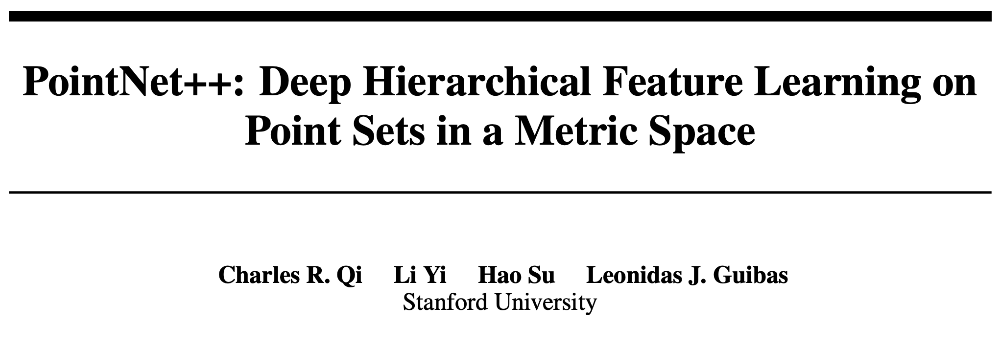 PointNet++: Deep Hierarchical Feature Learning on
Point Sets in a Metric Space
Charles R. Qi Li Yi Hao Su Leonidas J. Guibas
Stanford University